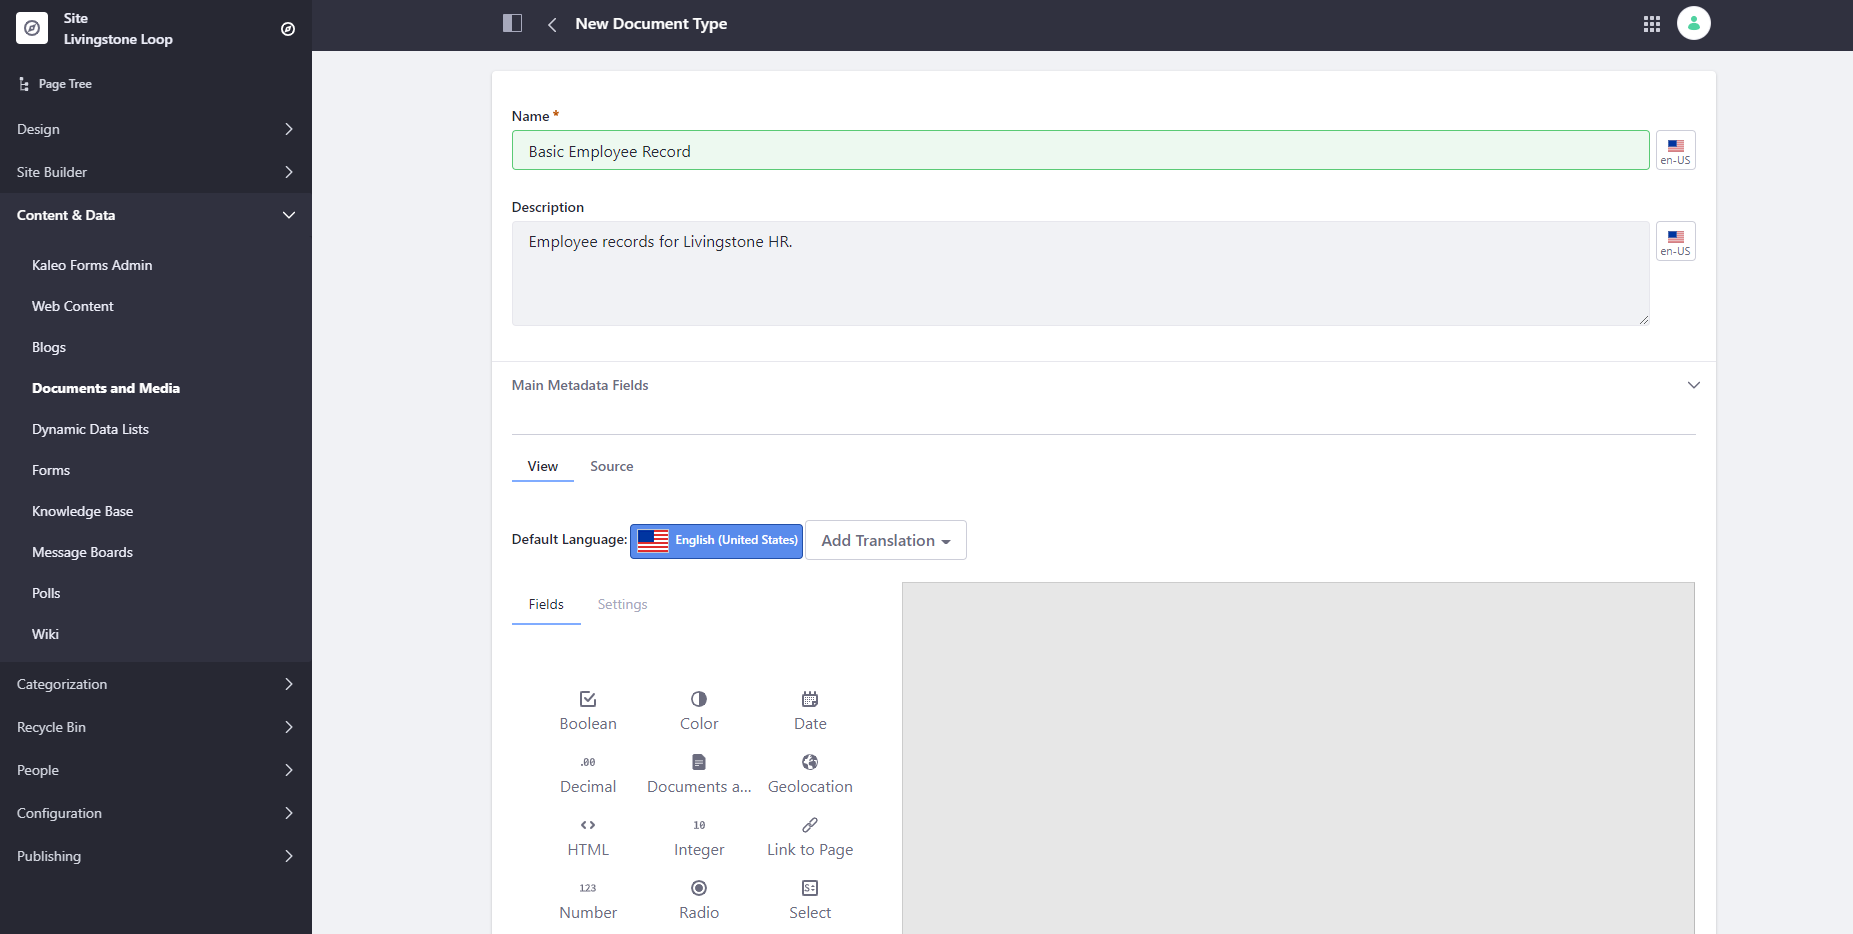 Site
Livingstone Loop
Page Tree
Design
Site Builder
Content & Data
Kaleo Forms Admin
Web Content
Blogs
Documents and Media
Dynamic Data Lists
Forms
Knowledge Base
Message Boards
Polls
Wiki
Categorization
Recycle Bin
People
Configuration
Publishing
New Document Type
Name *
Basic Employee Record
en-US
Description
Employee records for Livingstone HR.
en-US
Main Metadata Fields
View Source
Default Language: English (United States) Add Translation
Fields Settings
Boolean Color Date
.00
Decimal Documents a... Geolocation
10
HTML Integer Link to Page
123
Number Radio Select